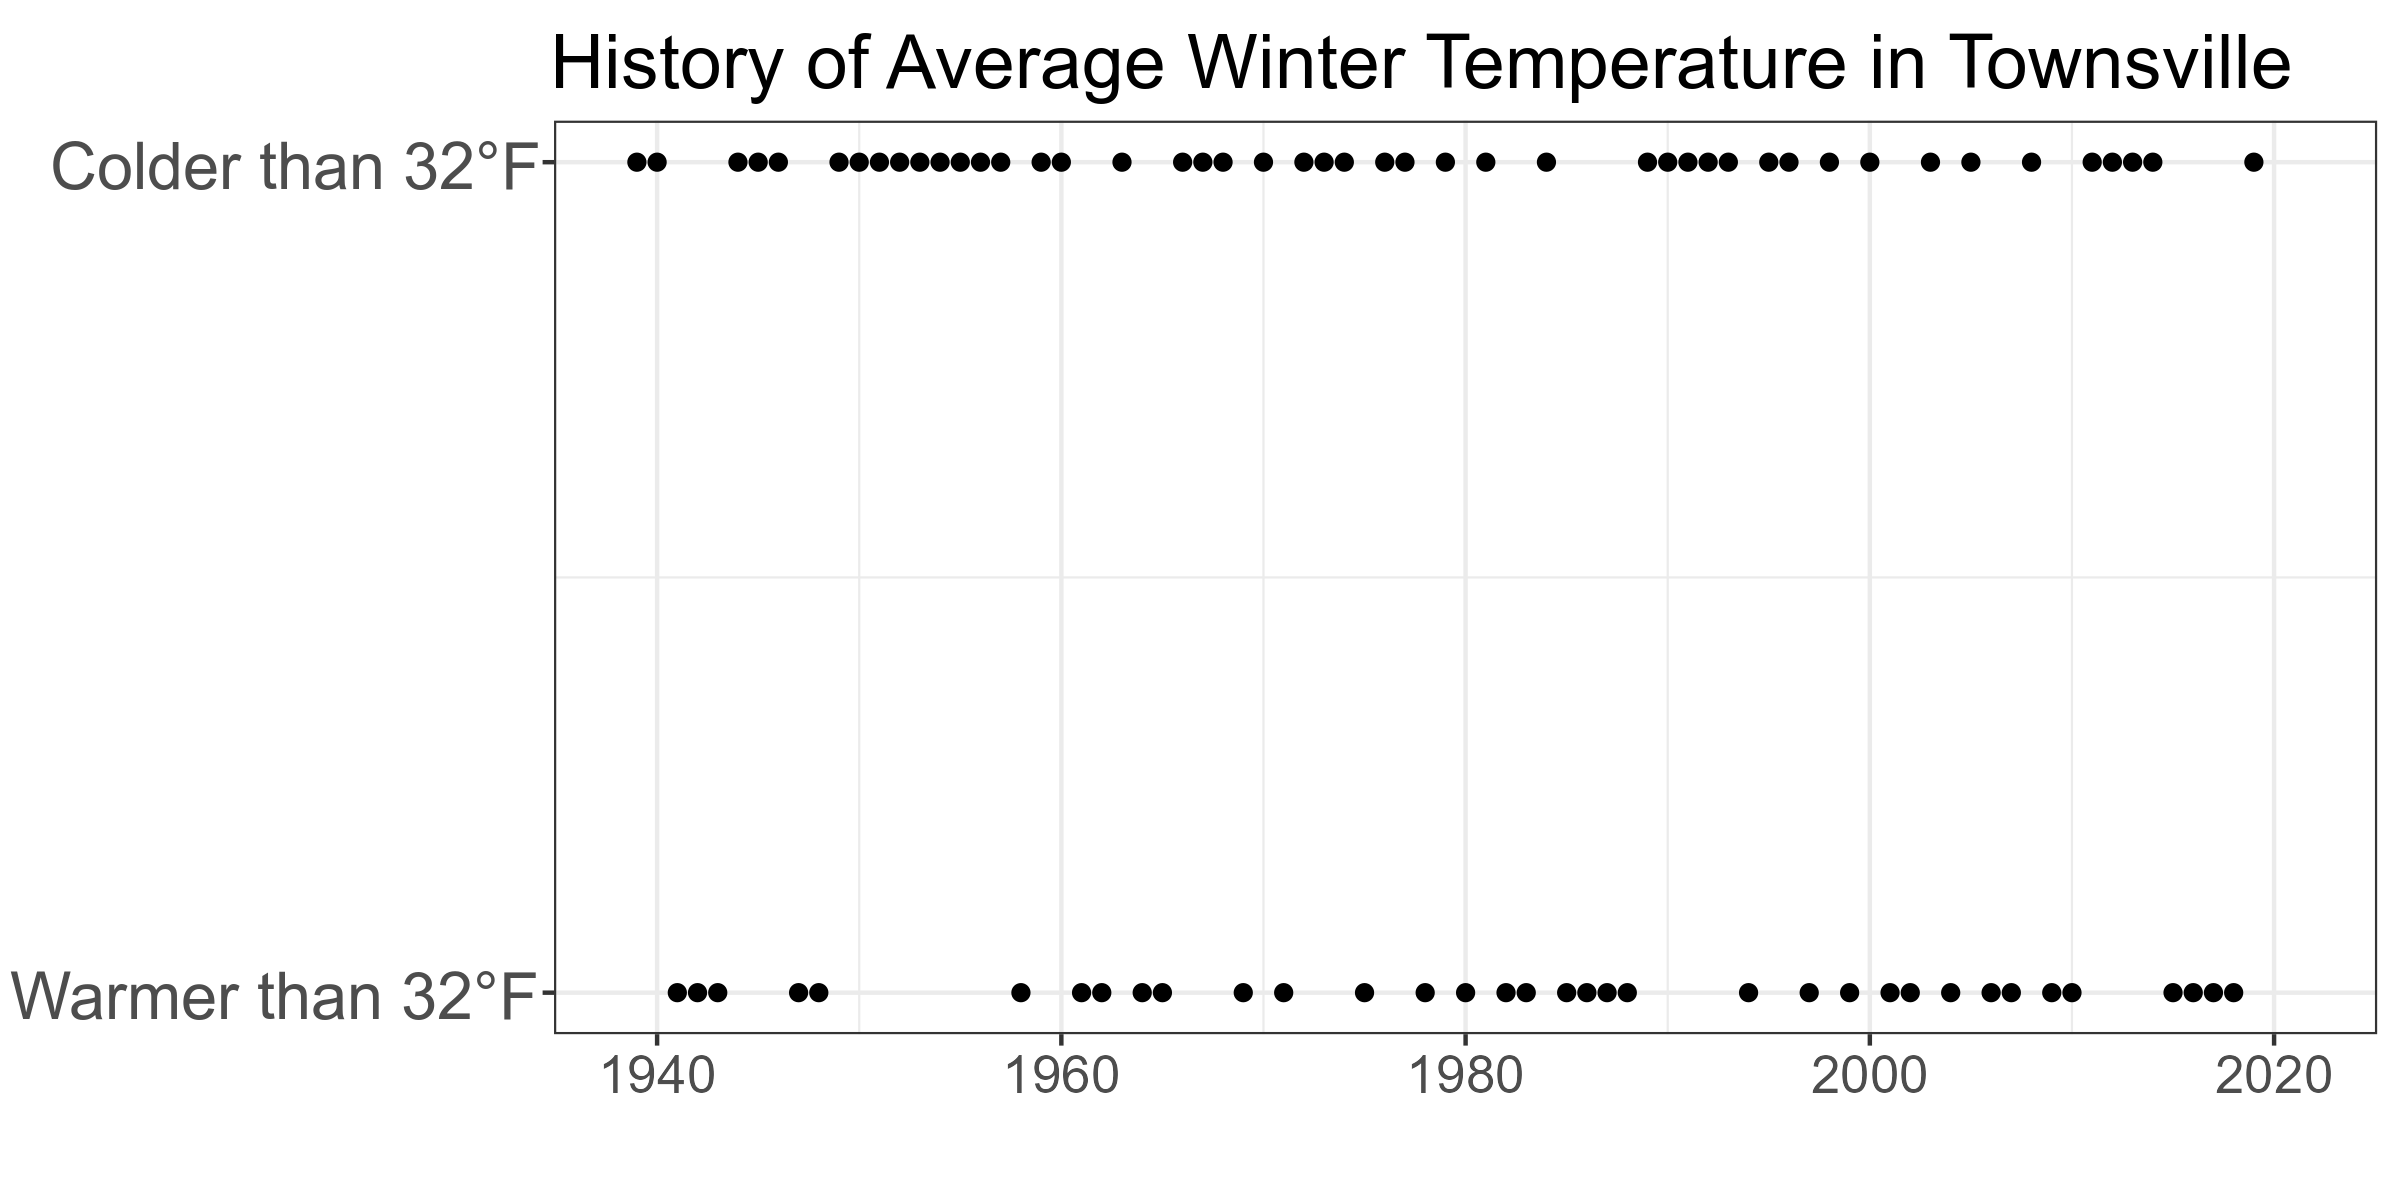 History of Average Winter Temperature in Townsville
Colder than 32°F
Warmer than 32°F
1940 1960 1980 2000 2020